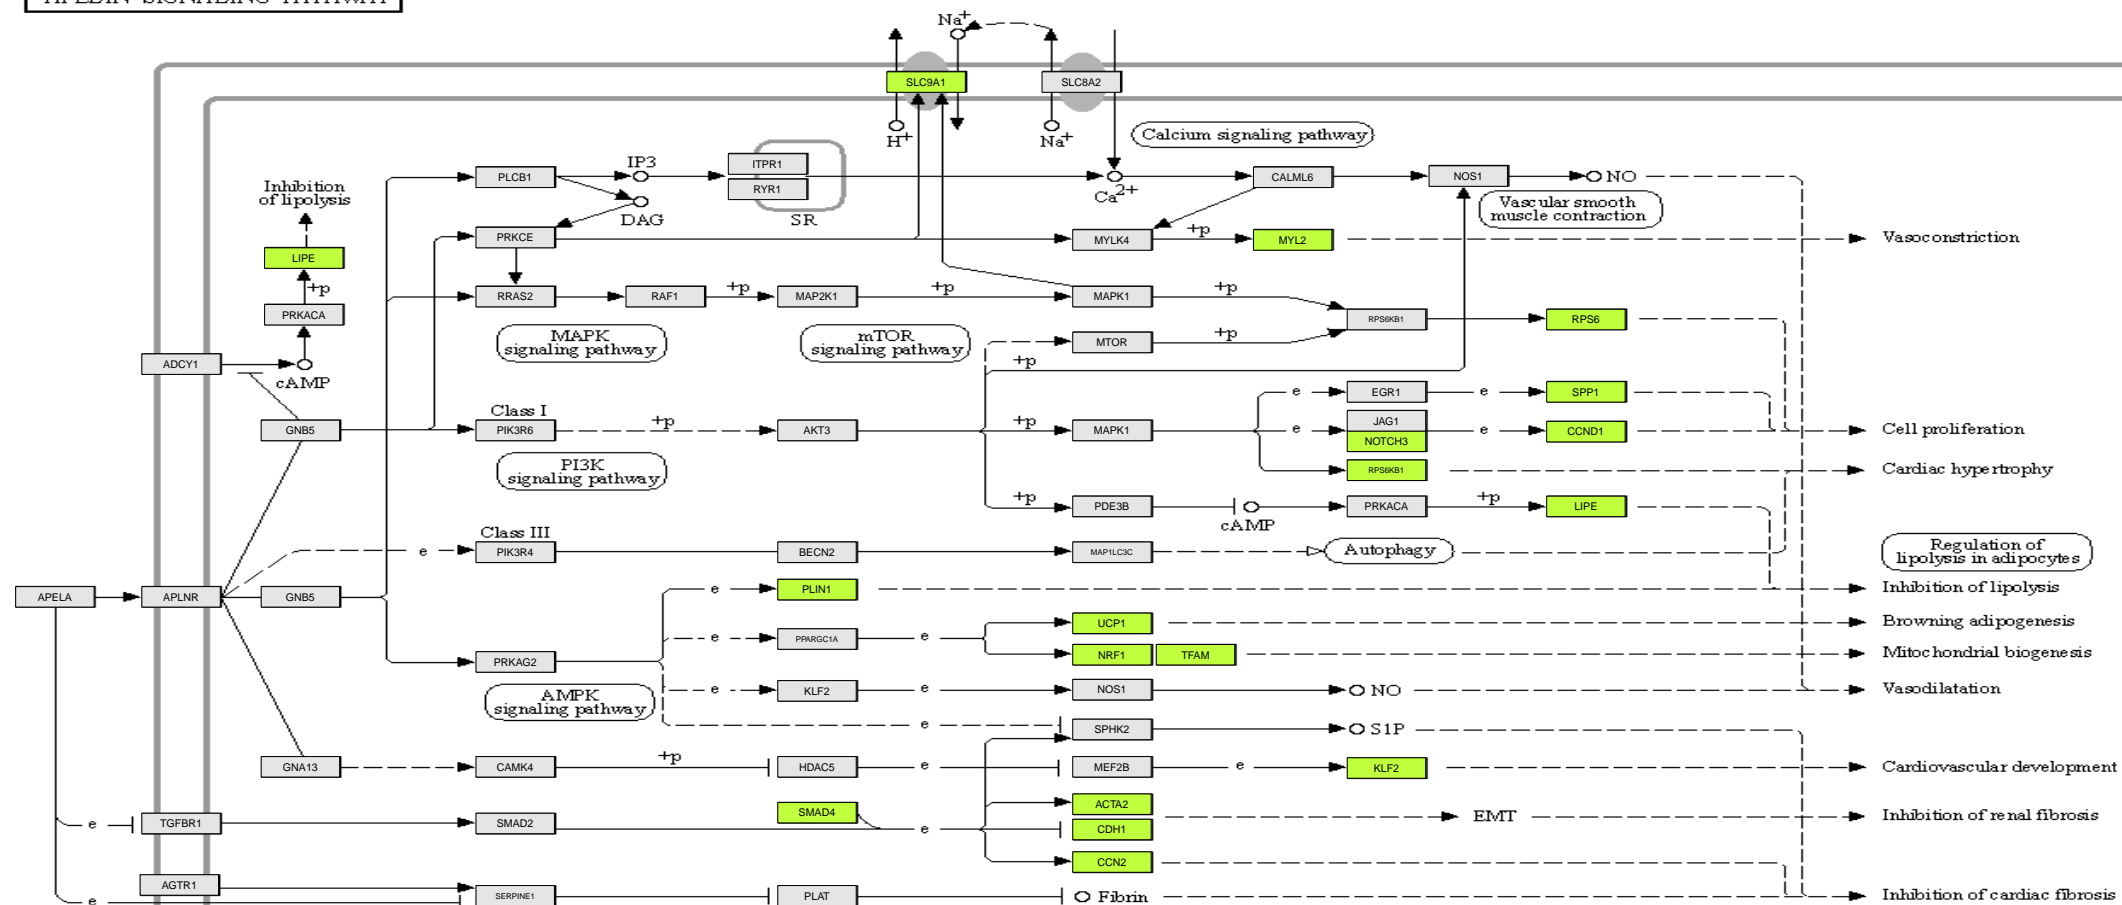 APELIN SIGNALING PATHWAY
Na+
SLC9A1
SLC8A2
H+
Na+
Calcium signaling pathway
IP3
ITPR1
RYR1
SR
PLCB1
DAG
Ca2+
CALML6
NOS1
NO
Vascular smooth
muscle contraction
Inhibition
of lipolysis
LIPE
+p
PRKACA
PRKCE
MYLK4
+p
MYL2
Vasoconstriction
RRAS2
RAF1
+p
MAP2K1
+p
MAPK1
+p
RPS6KB1
RPS6
MAPK
signaling pathway
mTOR
signaling pathway
MTOR
+p
+p
ADCY1
cAMP
Class I
GNB5
PIK3R6
+p
AKT3
+p
MAPK1
e
EGR1
e
SPP1
e
JAG1
NOTCH3
e
CCND1
Cell proliferation
RPS6KB1
Cardiac hypertrophy
PI3K
signaling pathway
+p
PDE3B
cAMP
PRKACA
+p
LIPE
Class III
e
PIK3R4
BECN2
MAP1LC3C
Autophagy
Regulation of
lipolysis in adipocytes
APELA
APLNR
GNB5
e
PLIN1
Inhibition of lipolysis
e
PPARGC1A
e
UCP1
Browning adipogenesis
NRF1
TFAM
Mitochondrial biogenesis
PRKAG2
AMPK
signaling pathway
e
KLF2
e
NOS1
NO
Vasodilatation
e
SPHK2
S1P
GNA13
CAMK4
+p
HDAC5
e
MEF2B
e
KLF2
Cardiovascular development
e
TGFBR1
SMAD2
SMAD4
e
ACTA2
CDH1
EMT
Inhibition of renal fibrosis
CCN2
AGTR1
e
SERPINE1
PLAT
Fibrin
Inhibition of cardiac fibrosis